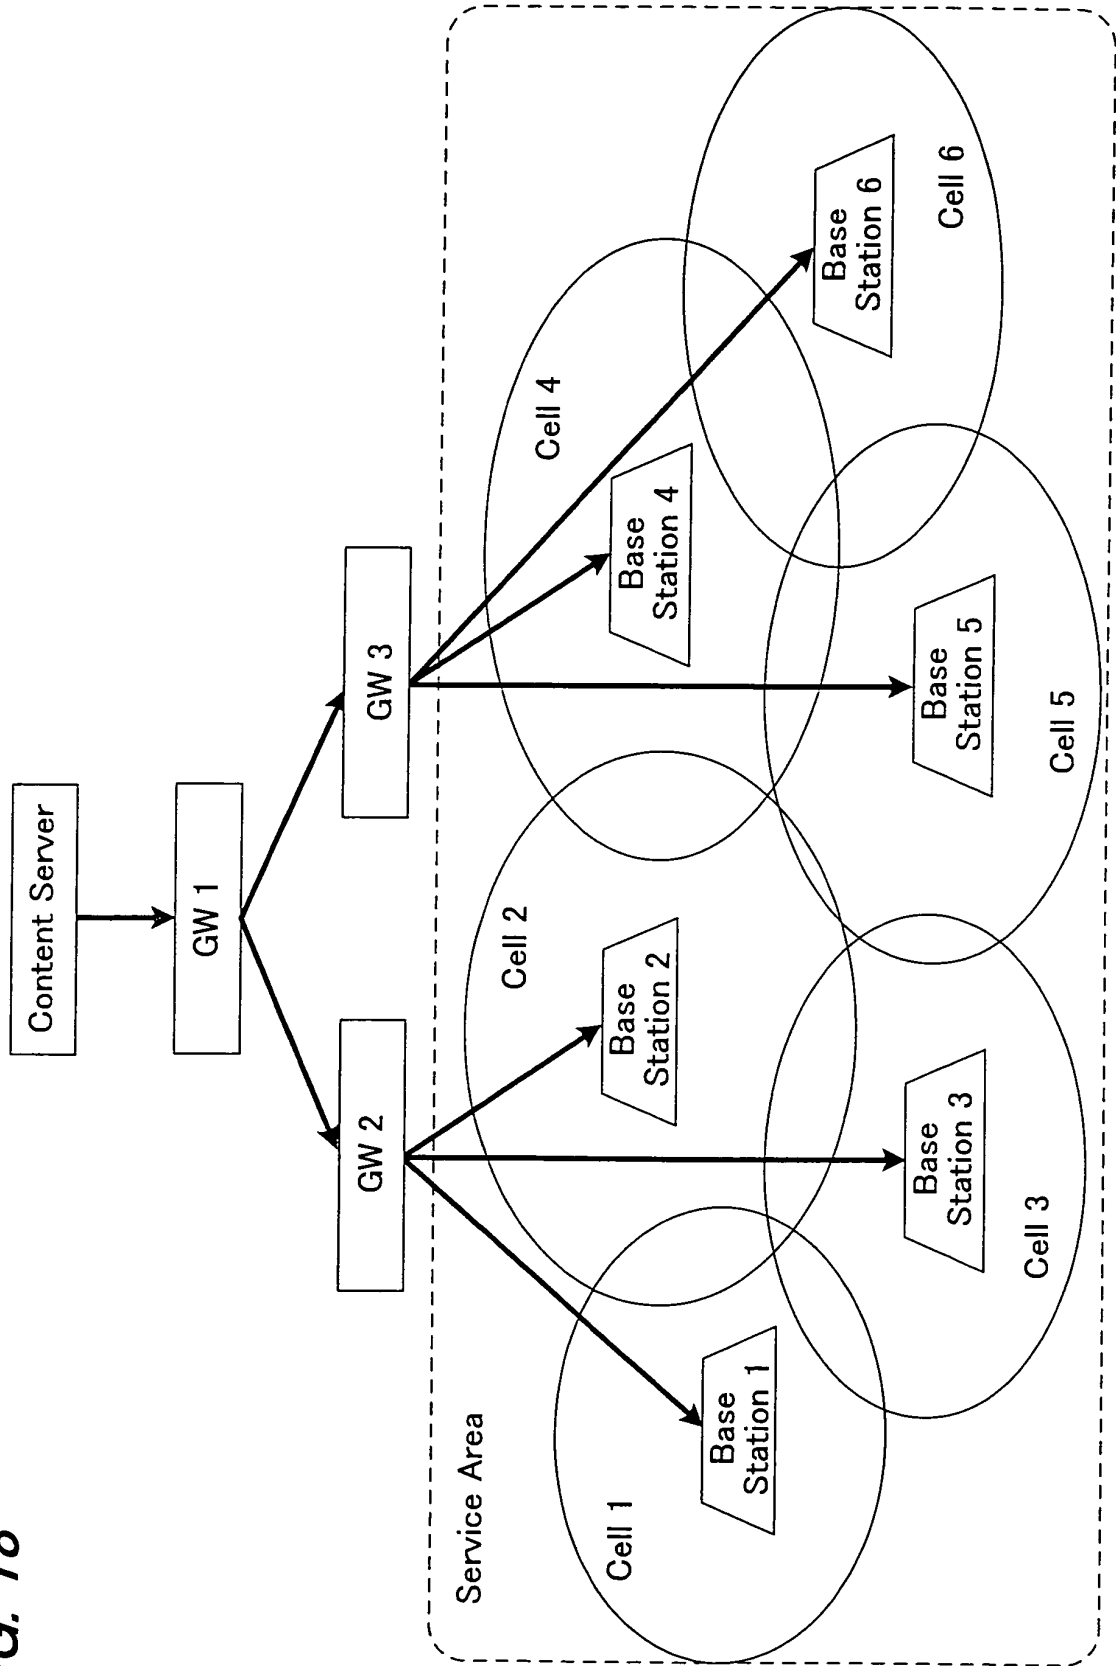 Content Server
GW 1
GW 2
GW 3
Service Area
Cell 1
Base
Station 1
Cell 2
Base
Station 2
Base
Station 3
Cell 3
Cell 4
Base
Station 4
Base
Station 5
Cell 5
Base
Station 6
Cell 6